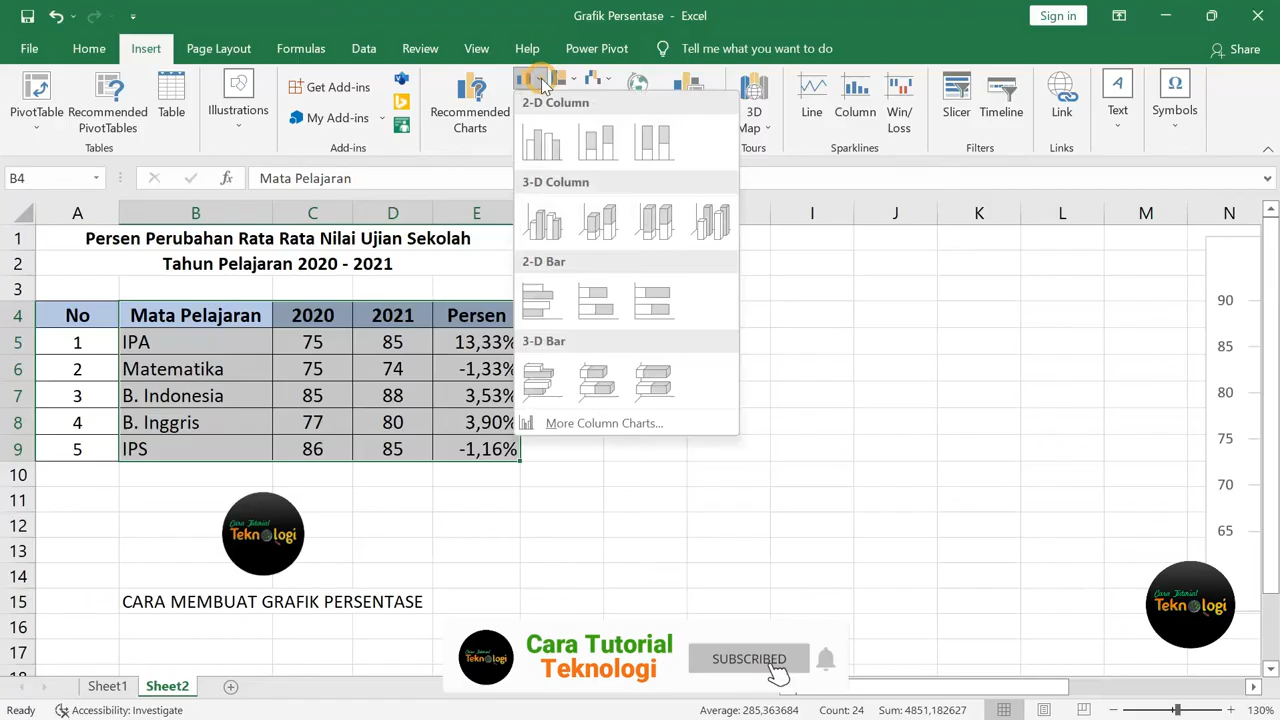 Grafik Persentase - Excel
Sign in
File Home Insert Page Layout Formulas Data Review View Help Power Pivot Tell me what you want to do Share
PivotTable
Recommended PivotTables
Tables
Illustrations
Get Add-ins
My Add-ins
Add-ins
Recommended Charts
3D Map
Tours
Line
Column
Win/Loss
Sparklines
Slicer
Timeline
Filters
Link
Links
Text
Symbols
2-D Column
3-D Column
2-D Bar
3-D Bar
More Column Charts...
B4 fx Mata Pelajaran
A B C D E I J K L M N
1 Persen Perubahan Rata Rata Nilai Ujian Sekolah
2 Tahun Pelajaran 2020 - 2021
3
4 No Mata Pelajaran 2020 2021 Persen
5 1 IPA 75 85 13,33%
6 2 Matematika 75 74 -1,33%
7 3 B. Indonesia 85 88 3,53%
8 4 B. Inggris 77 80 3,90%
9 5 IPS 86 85 -1,16%
10
11
12
13
14
15 CARA MEMBUAT GRAFIK PERSENTASE
16
17
18
90
85
80
75
70
65
Cara Tutorial
Teknologi
Cara Tutorial
Teknologi
Cara Tutorial
Teknologi
Cara Tutorial
Teknologi
SUBSCRIBED
Sheet1 Sheet2
Ready Accessibility: Investigate Average: 285,363684 Count: 24 Sum: 4851,182627 130%